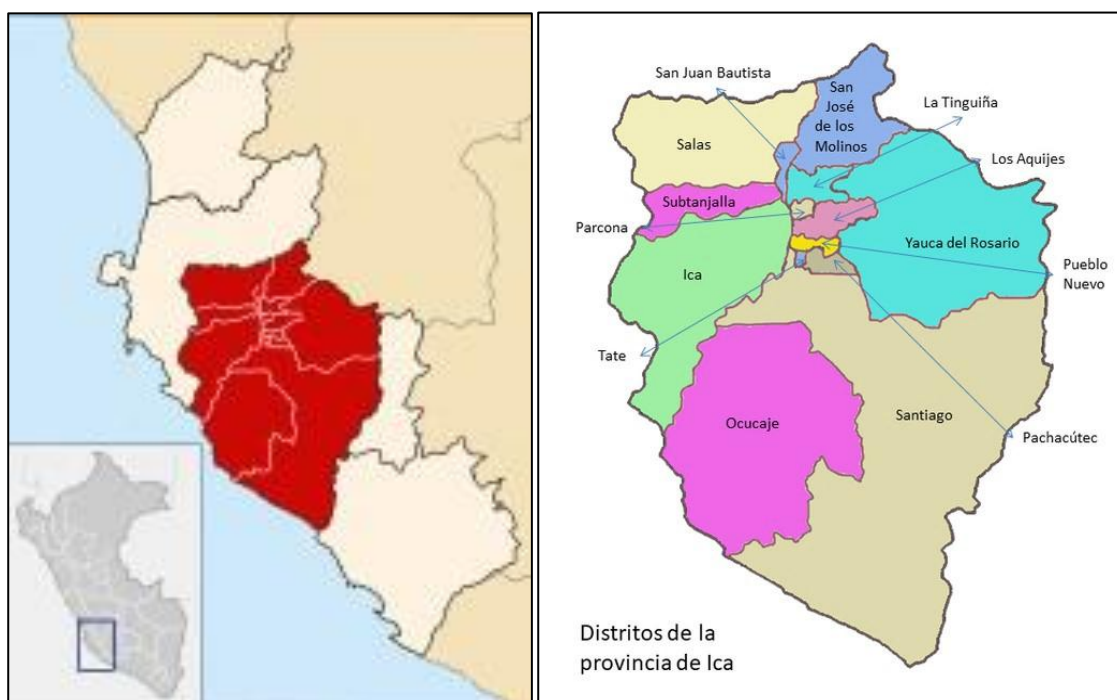 San Juan Bautista
San
José
de los
Molinos
La Tinguiña
Salas
Los Aquijes
Subtanjalla
Parcona
Yauca del Rosario
Ica
Pueblo
Nuevo
Tate
Santiago
Ocucaje
Pachacútec
Distritos de la
provincia de Ica